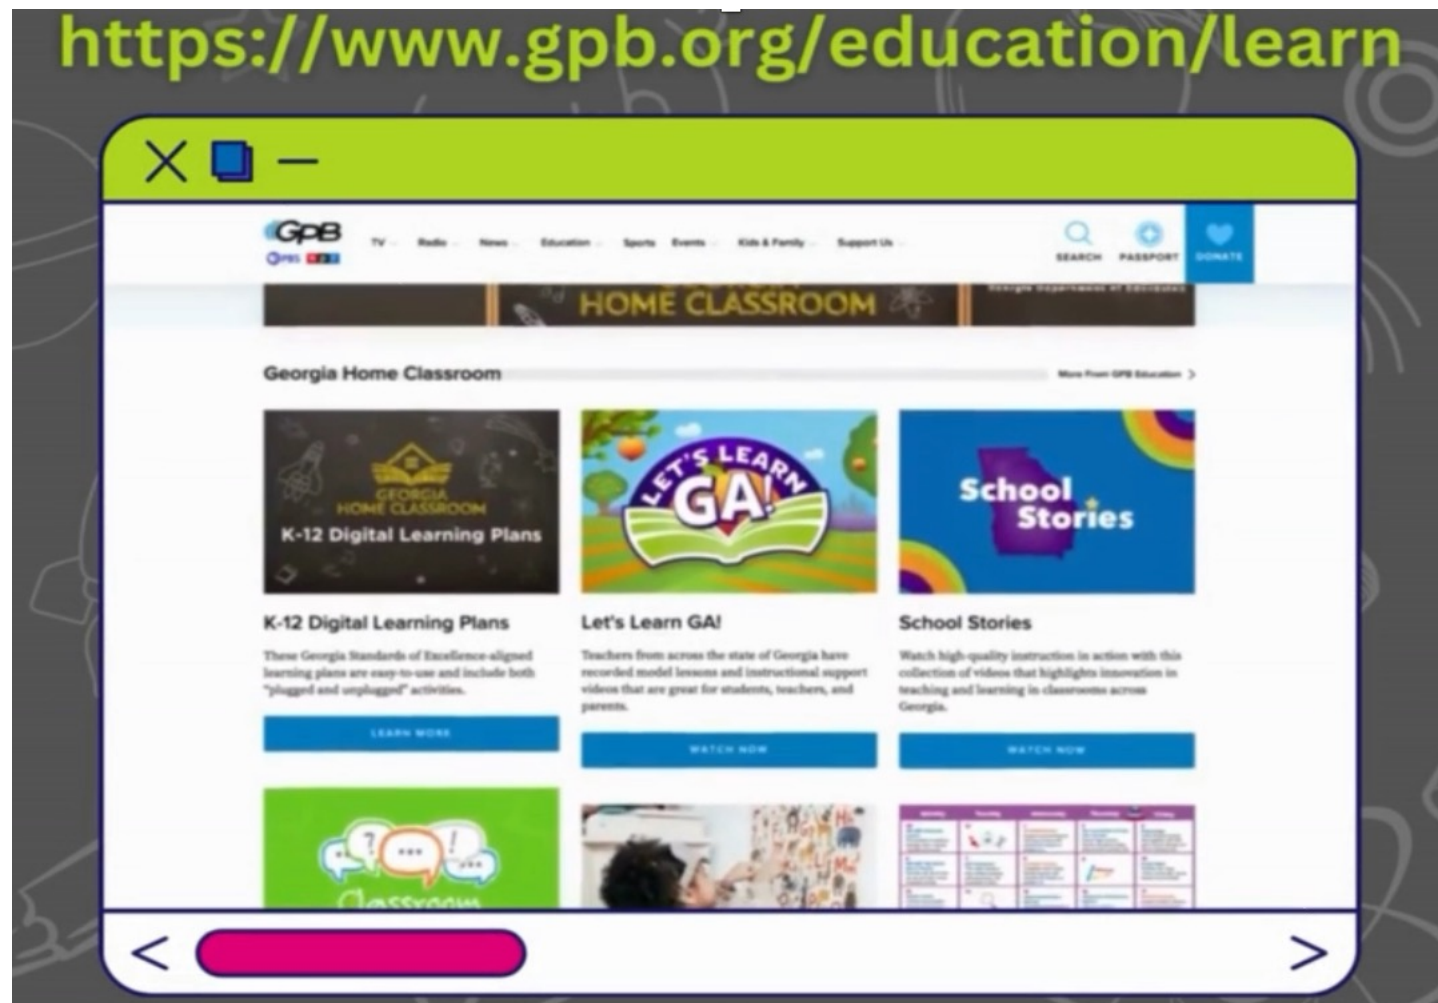 https://www.gpb.org/education/learn
GPB
PBS
TV Radio News Education Sports Events Kids & Family Support Us
SEARCH PASSPORT DONATE
HOME CLASSROOM
Georgia Department of Education
Georgia Home Classroom
More From GPB Education >
GEORGIA
HOME CLASSROOM
K-12 Digital Learning Plans
LET'S LEARN
GA!
School
Stories
K-12 Digital Learning Plans
These Georgia Standards of Excellence-aligned
learning plans are easy-to-use and include both
"plugged and unplugged" activities.
LEARN MORE
Let's Learn GA!
Teachers from across the state of Georgia have
recorded model lessons and instructional support
videos that are great for students, teachers, and
parents.
WATCH NOW
School Stories
Watch high-quality instruction in action with this
collection of videos that highlights innovation in
teaching and learning in classrooms across
Georgia.
WATCH NOW
? ... !
Classroom